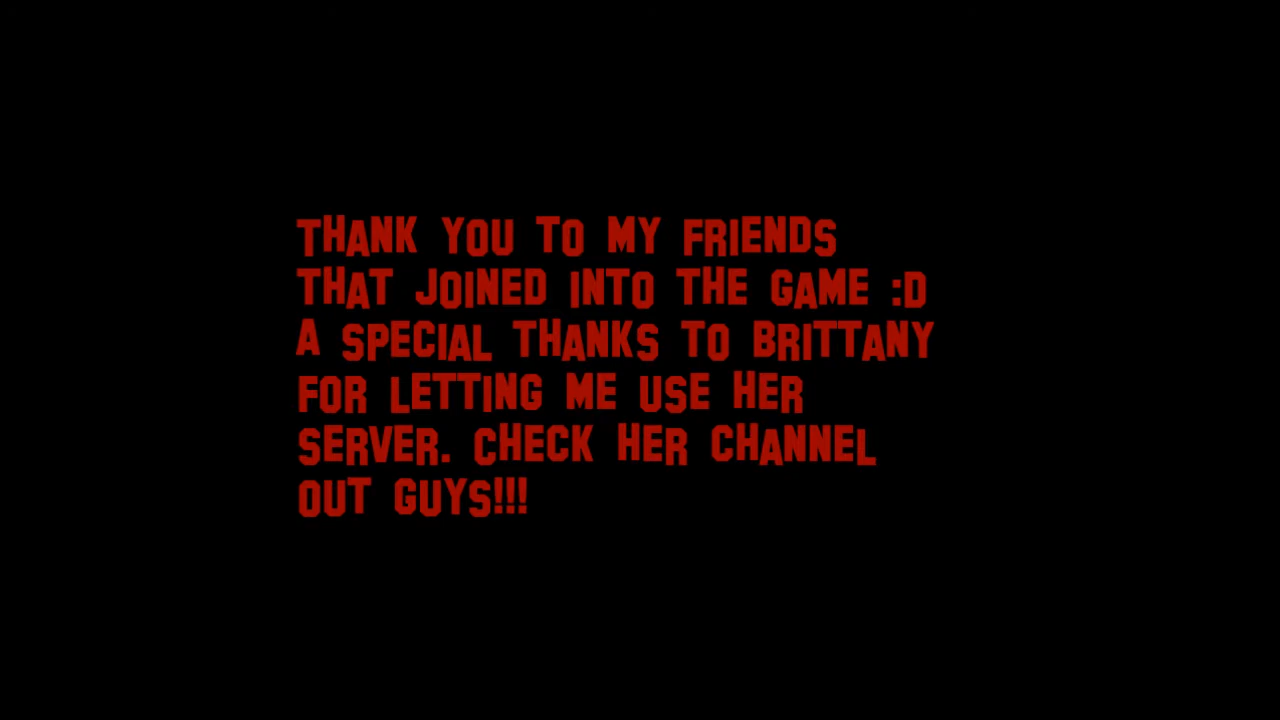 THANK YOU TO MY FRIENDS
THAT JOINED INTO THE GAME :D
A SPECIAL THANKS TO BRITTANY
FOR LETTING ME USE HER
SERVER. CHECK HER CHANNEL
OUT GUYS!!!